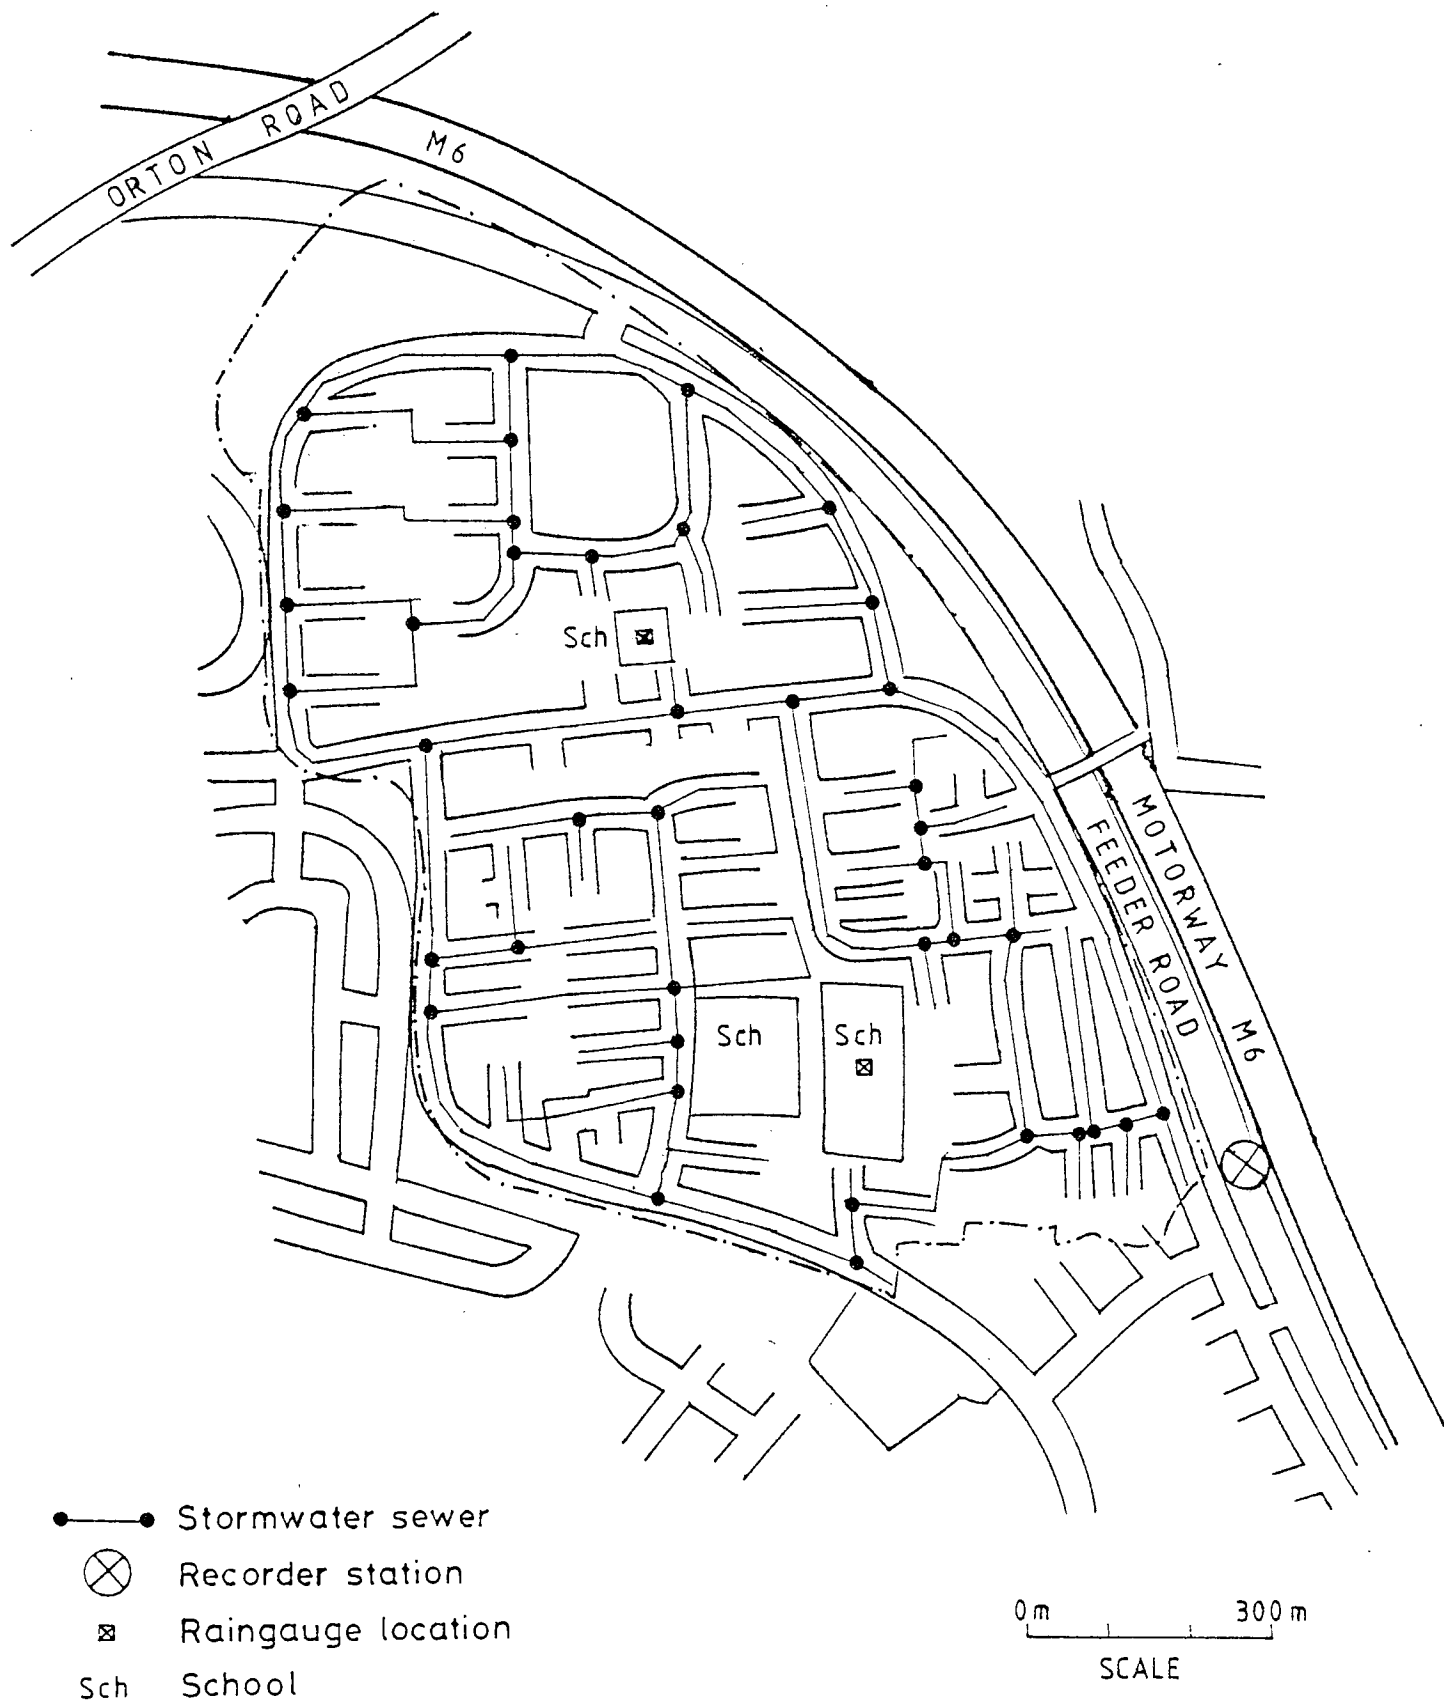 ORTON ROAD
M6
Sch
Sch
Sch
MOTORWAY M6
FEEDER ROAD
Stormwater sewer
Recorder station
Raingauge location
Sch School
0m 300m
SCALE